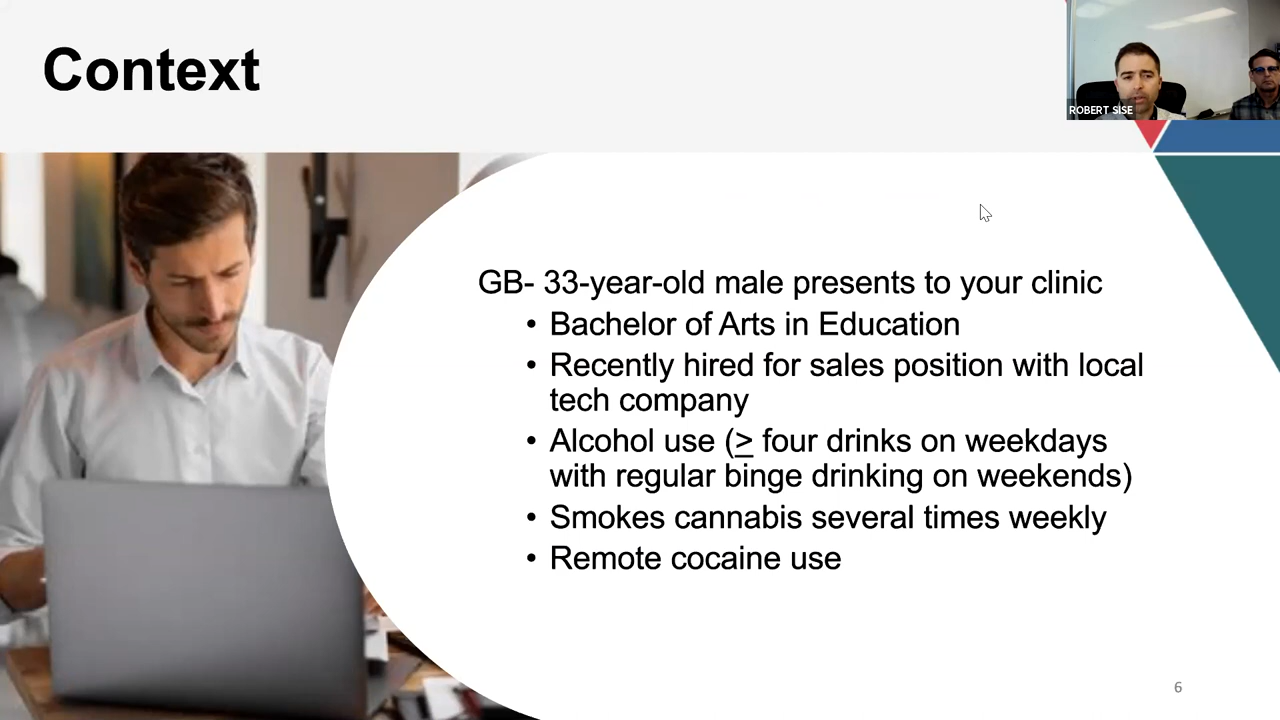 Context
ROBERT SISE
GB- 33-year-old male presents to your clinic
• Bachelor of Arts in Education
• Recently hired for sales position with local
tech company
• Alcohol use (≥ four drinks on weekdays
with regular binge drinking on weekends)
• Smokes cannabis several times weekly
• Remote cocaine use
6